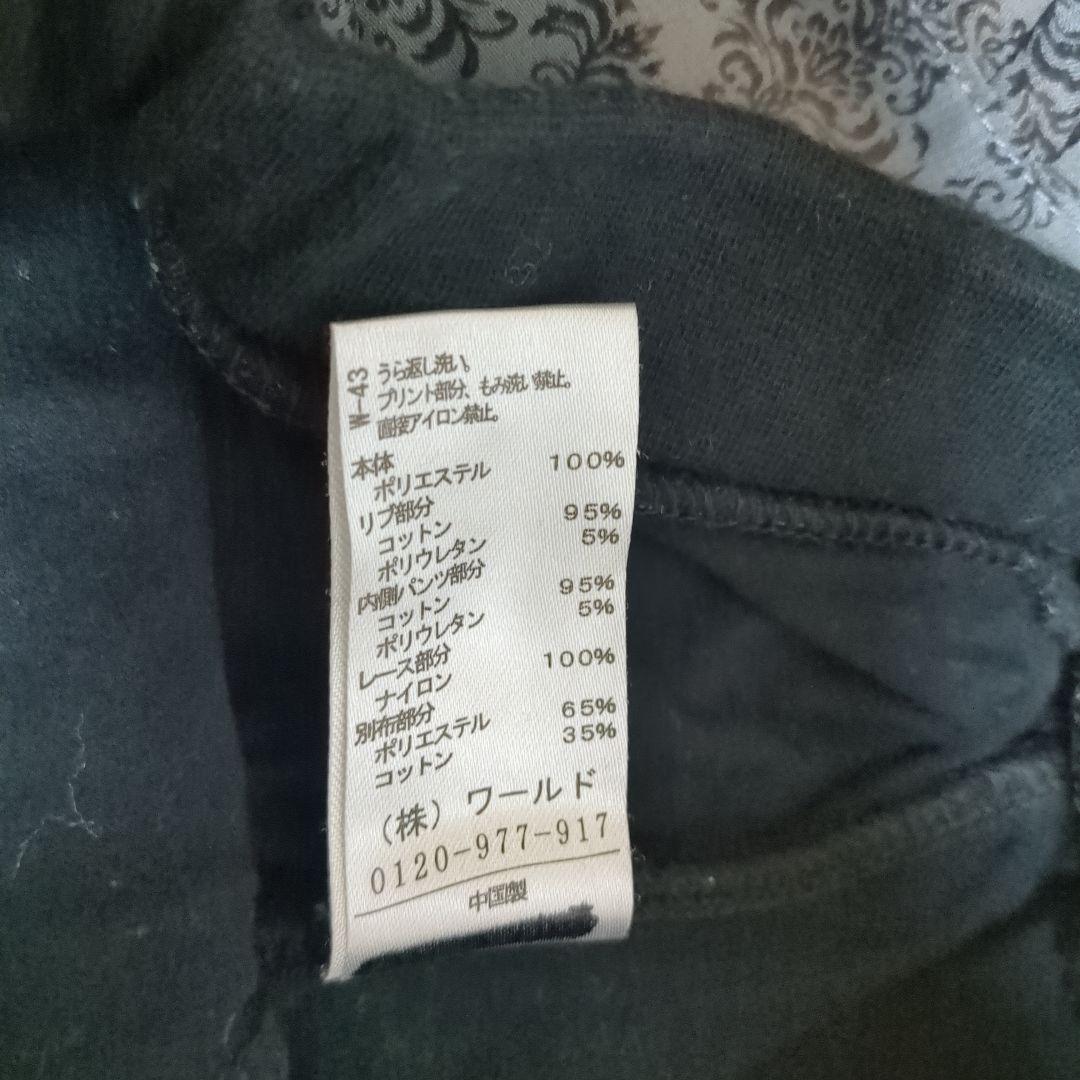 W-43
うら返し洗い。
プリント部分、もみ洗い禁止。
直接アイロン禁止。
本体
ポリエステル 100%
リブ部分
コットン 95%
ポリウレタン 5%
内側パンツ部分
コットン 95%
ポリウレタン 5%
レース部分
ナイロン 100%
別布部分
ポリエステル 65%
コットン 35%
(株) ワールド
0120-977-917
中国製